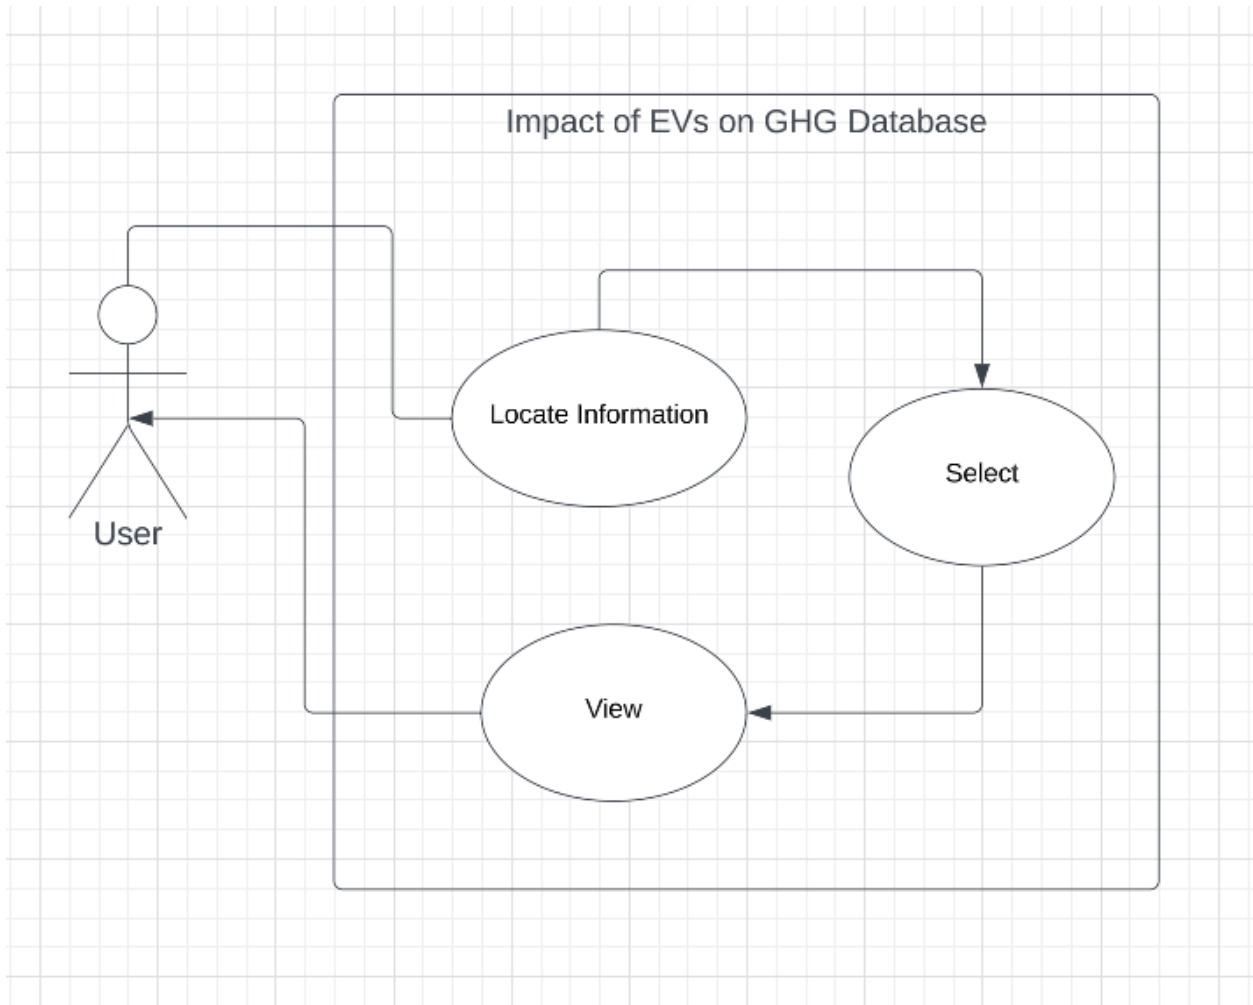 Impact of EVs on GHG Database
Locate Information
Select
User
View